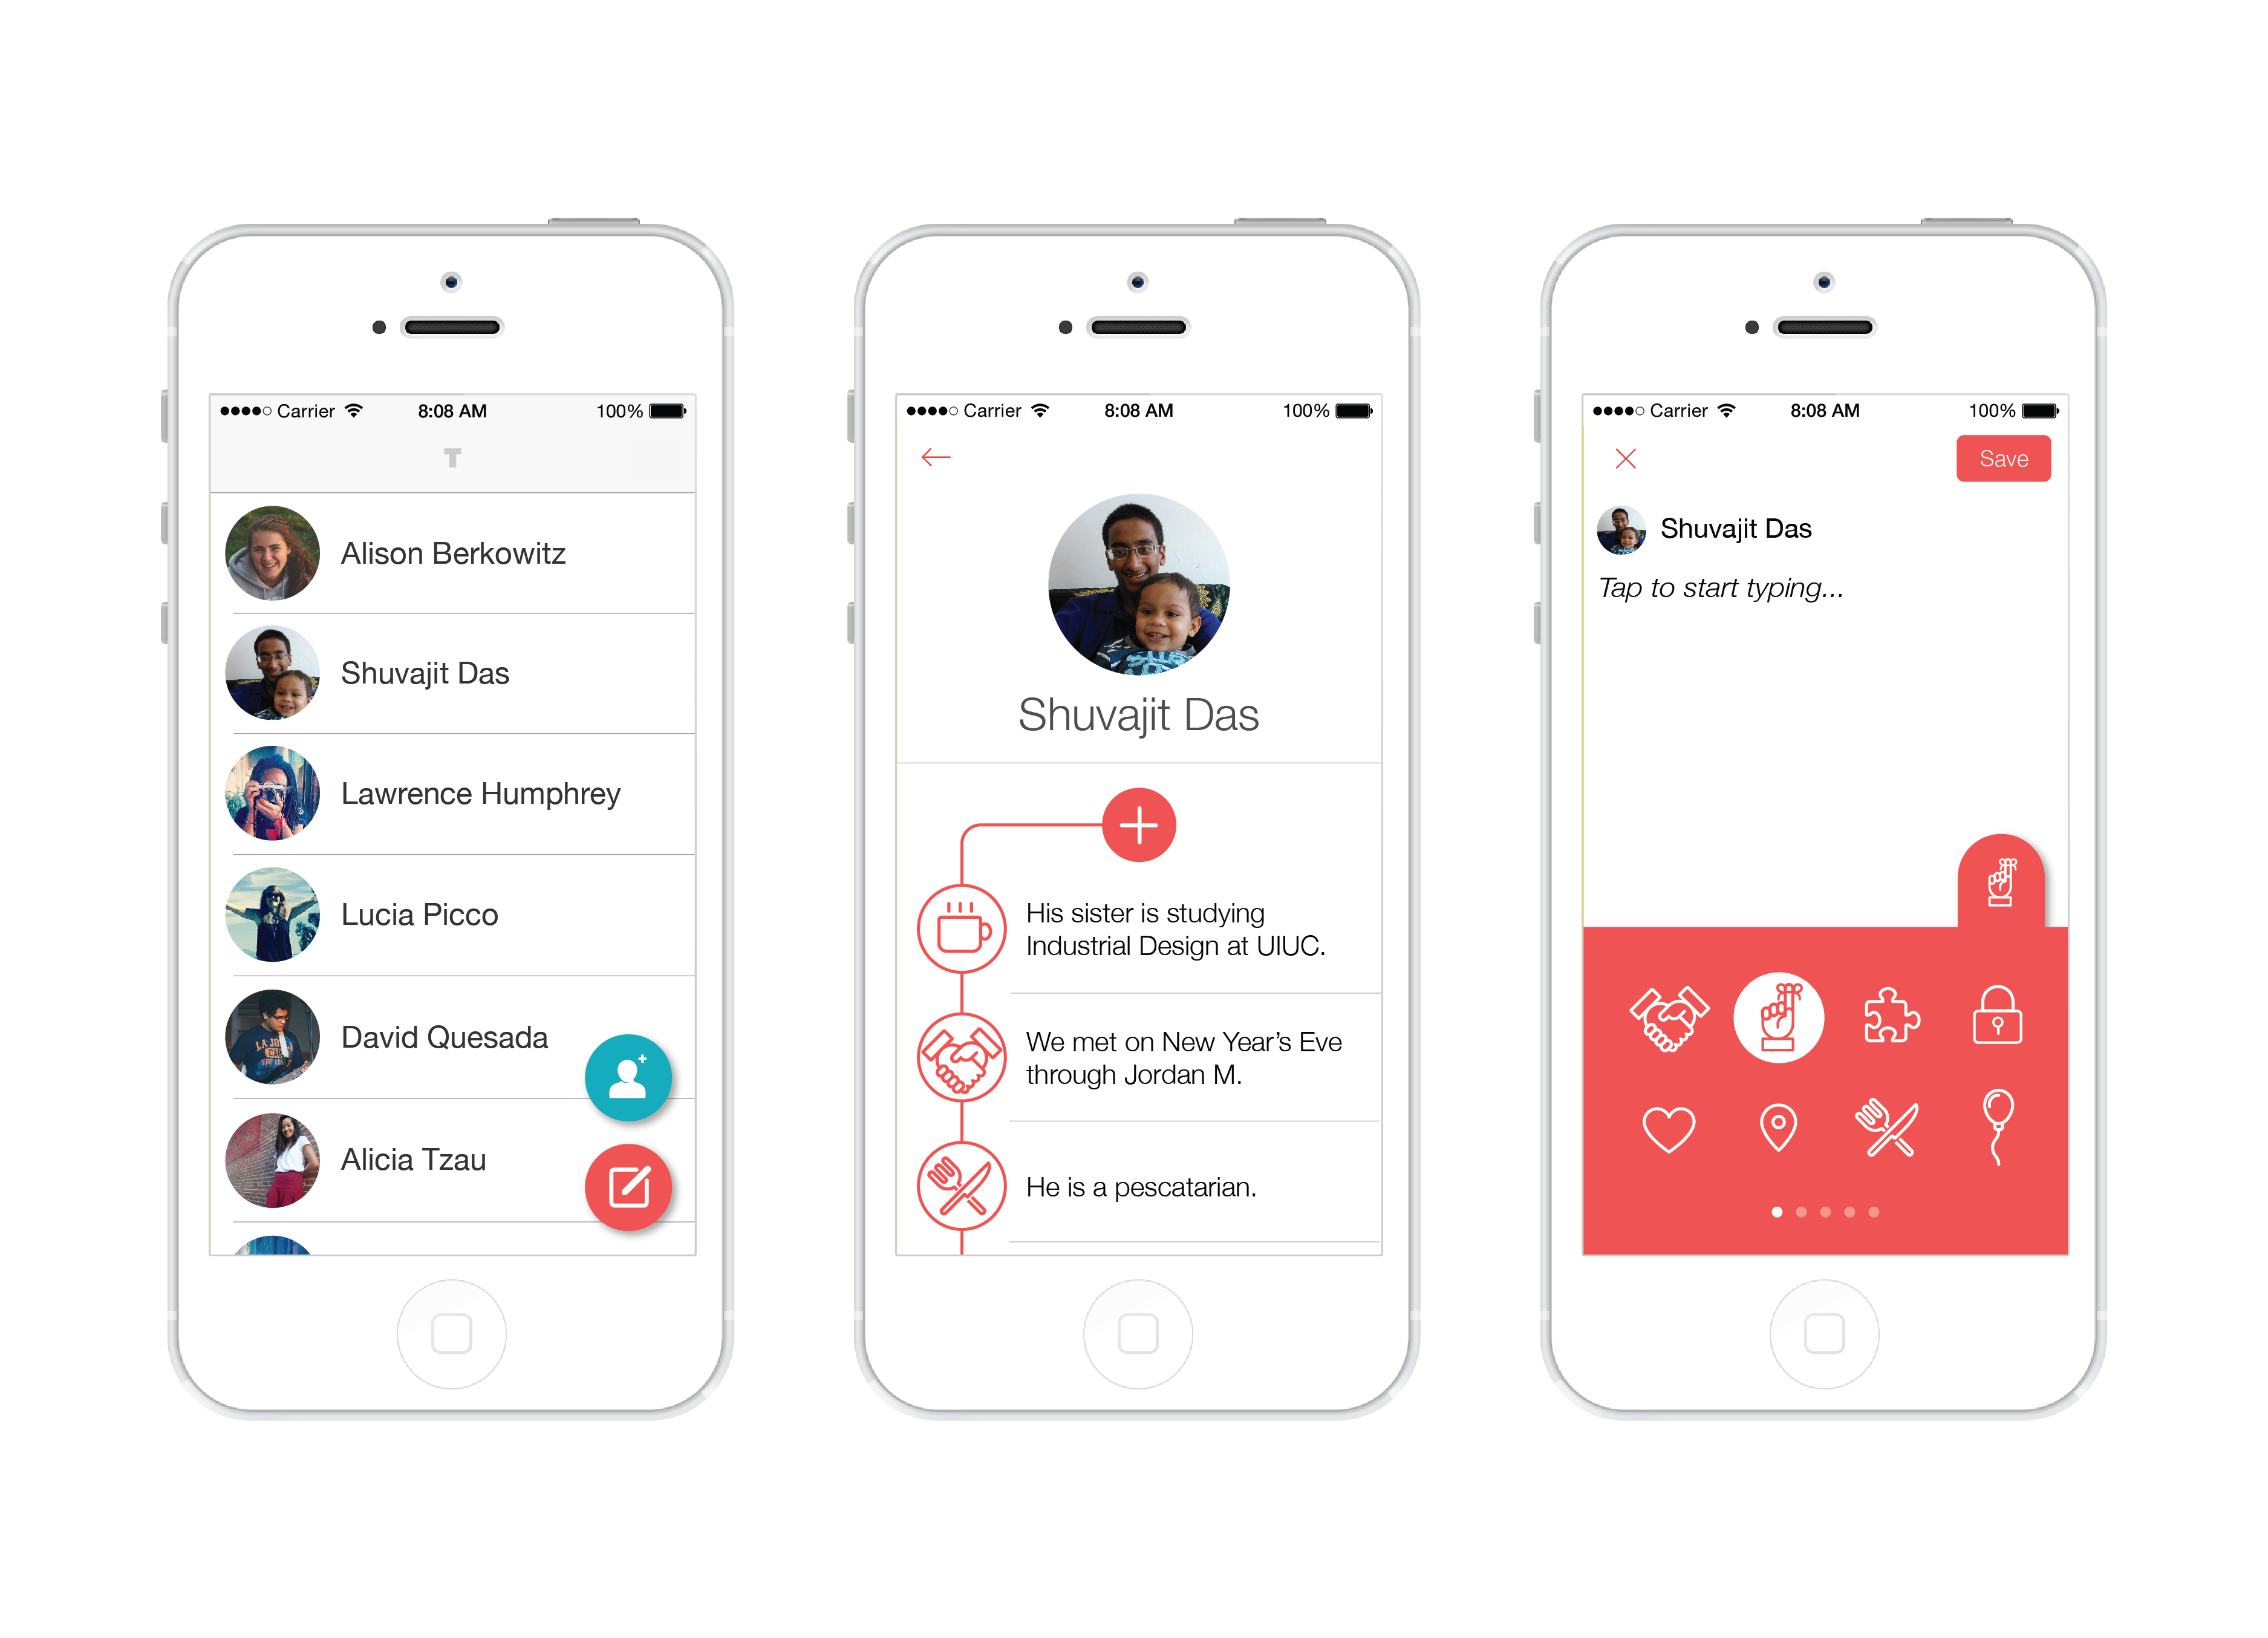 Carrier 8:08 AM 100%
T
Alison Berkowitz
Shuvajit Das
Lawrence Humphrey
Lucia Picco
David Quesada
Alicia Tzau
Carrier 8:08 AM 100%
Shuvajit Das
His sister is studying
Industrial Design at UIUC.
We met on New Year’s Eve
through Jordan M.
He is a pescatarian.
Carrier 8:08 AM 100%
Save
Shuvajit Das
Tap to start typing...